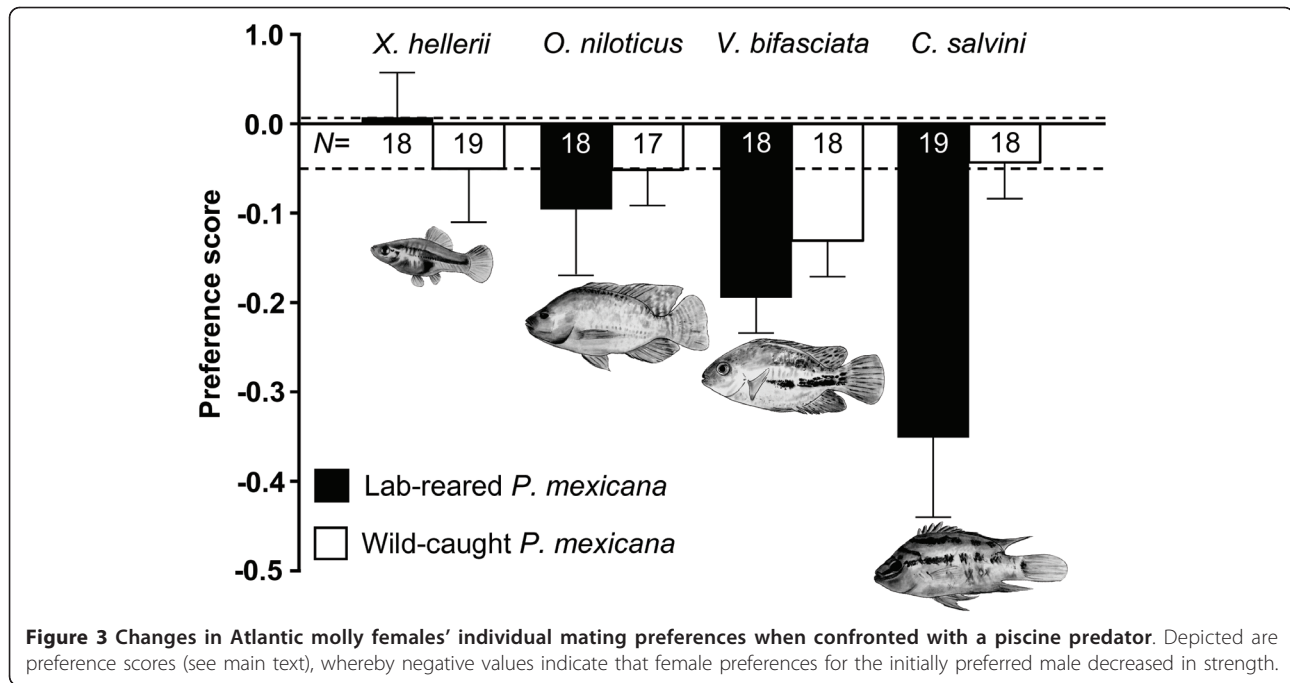 1.0
X. hellerii O. niloticus V. bifasciata C. salvini
0.0
N= 18 19 18 17 18 18 19 18
-0.1
-0.2
-0.3
-0.4
-0.5
Preference score
Lab-reared P. mexicana
Wild-caught P. mexicana
Figure 3 Changes in Atlantic molly females' individual mating preferences when confronted with a piscine predator. Depicted are
preference scores (see main text), whereby negative values indicate that female preferences for the initially preferred male decreased in strength.